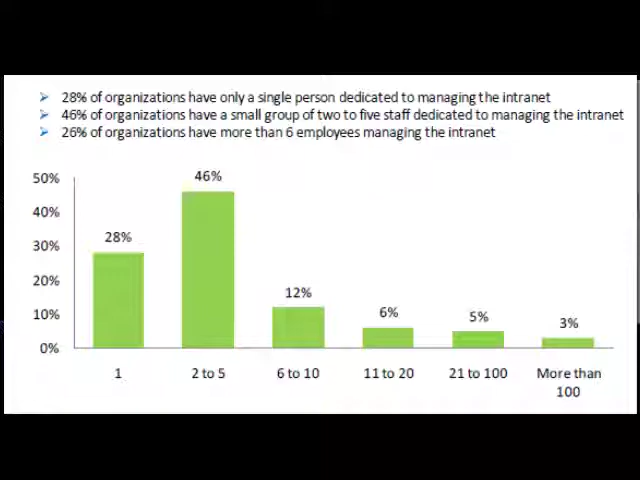 28% of organizations have only a single person dedicated to managing the intranet
46% of organizations have a small group of two to five staff dedicated to managing the intranet
26% of organizations have more than 6 employees managing the intranet
50%
40%
30%
20%
10%
0%
28%
46%
12%
6%
5%
3%
1
2 to 5
6 to 10
11 to 20
21 to 100
More than
100